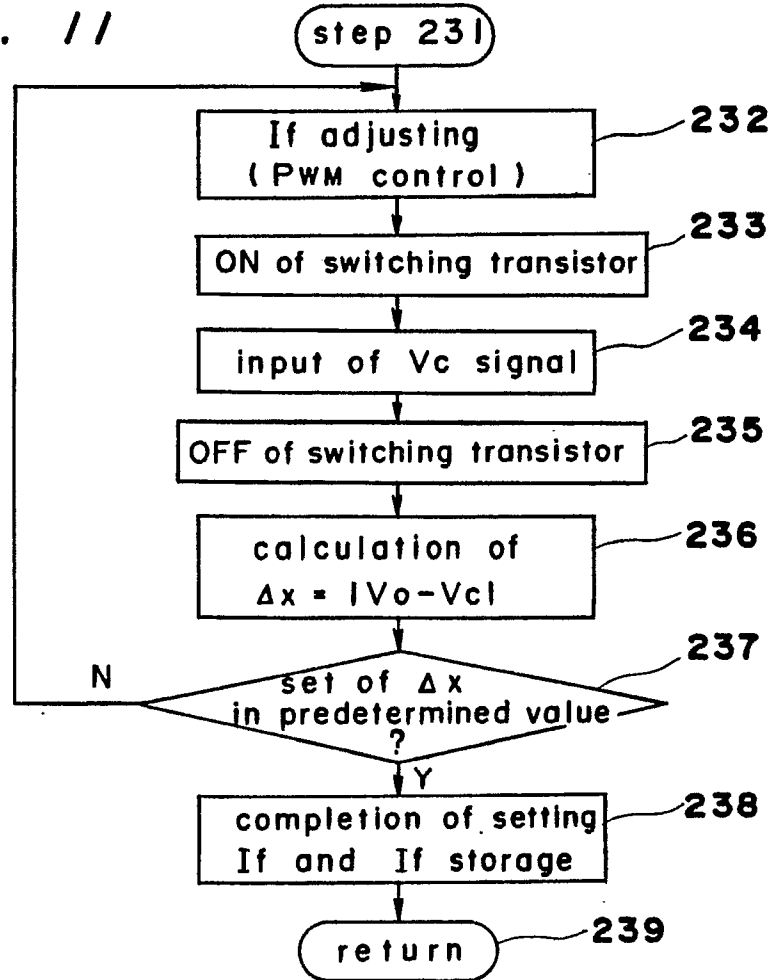 . 11
step 231
If adjusting
232
(PWM control)
233
ON of switching transistor
234
input of Vc signal
235
OFF of switching transistor
236
calculation of
Δx = |Vo-Vc|
237
N
set of Δx
in predetermined value
?
Y
238
completion of setting
If and If storage
239
return